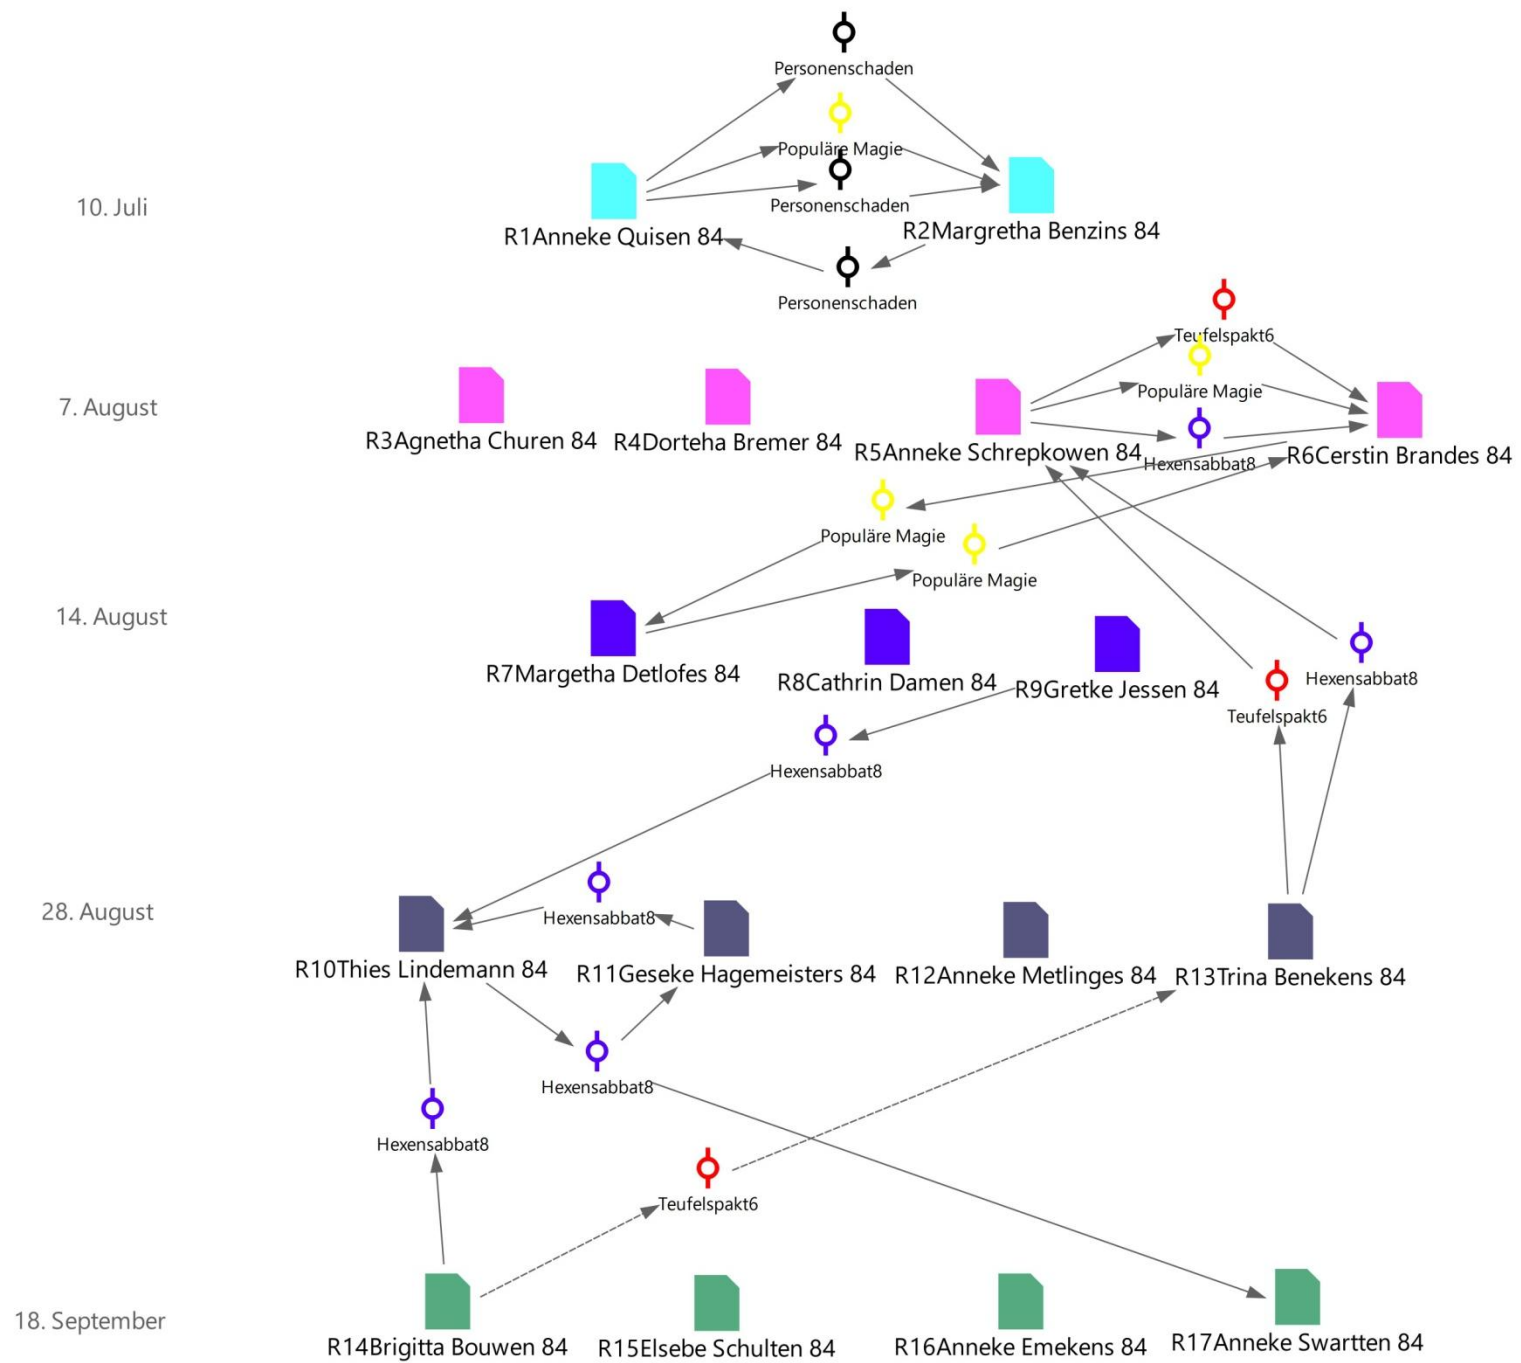 Personenschaden
Populäre Magie
Personenschaden
10. Juli
R1Anneke Quisen 84
R2Margretha Benzins 84
Personenschaden
Teufelspakt6
Populäre Magie
7. August
R3Agnetha Churen 84
R4Dorteha Bremer 84
R5Anneke Schrepkowen 84
Hexensabbat8
R6Cerstin Brandes 84
Populäre Magie
Populäre Magie
14. August
R7Margetha Detlofes 84
R8Cathrin Damen 84
R9Gretke Jessen 84
Hexensabbat8
Teufelspakt6
Hexensabbat8
28. August
Hexensabbat8
R10Thies Lindemann 84
R11Geseke Hagemeisters 84
R12Anneke Metlinges 84
R13Trina Benekens 84
Hexensabbat8
Hexensabbat8
Teufelspakt6
18. September
R14Brigitta Bouwen 84
R15Elsebe Schulten 84
R16Anneke Emekens 84
R17Anneke Swartten 84